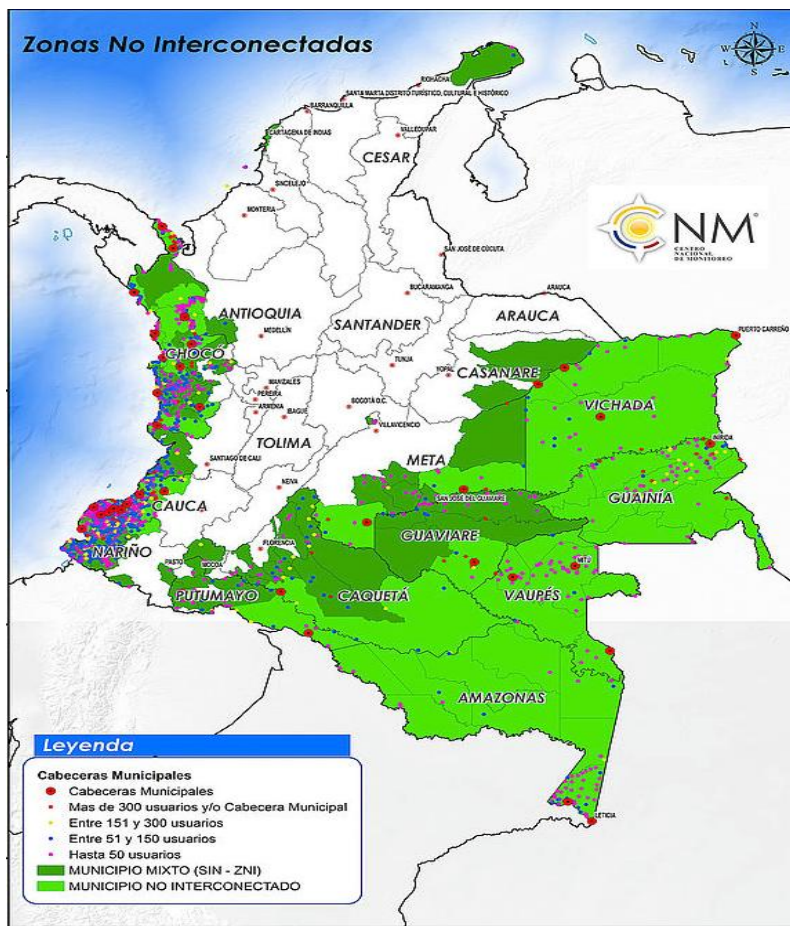 Zonas No Interconectadas
N
W
E
S
RIOHACHA
SANTA MARTA DISTRITO TURÍSTICO, CULTURAL E HISTÓRICO
BARRANQUILLA
CARTAGENA DE INDIAS
VALLEDUPAR
CESAR
SINCELEJO
MONTERIA
CNM
CENTRO
NACIONAL
DE MONITOREO
SAN JOSÉ DE CÚCUTA
BUCARAMANGA
ARAUCA
ANTIOQUIA
SANTANDER
ARAUCA
MEDELLÍN
PUERTO CARREÑO
CHOCÓ
TUNJA
YOPAL
CASANARE
MANIZALES
PEREIRA
ARMENIA
IBAGUÉ
BOGOTÁ D.C.
VICHADA
VILLAVICENCIO
TOLIMA
INÍRIDA
SANTIAGO DE CALI
META
NEIVA
SAN JOSÉ DEL GUAVIARE
GUAINÍA
CAUCA
GUAVIARE
NARIÑO
FLORENCIA
PASTO
MOCOA
MITÚ
PUTUMAYO
CAQUETÁ
VAUPÉS
AMAZONAS
LETICIA
Leyenda
Cabeceras Municipales
Cabeceras Municipales
Mas de 300 usuarios y/o Cabecera Municipal
Entre 151 y 300 usuarios
Entre 51 y 150 usuarios
Hasta 50 usuarios
MUNICIPIO MIXTO (SIN - ZNI)
MUNICIPIO NO INTERCONECTADO